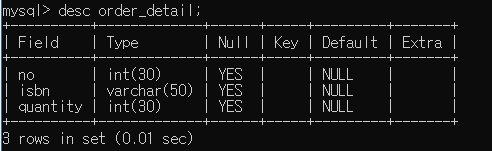 mysql> desc order_detail;
+----------+-------------+------+-----+---------+-------+
| Field    | Type        | Null | Key | Default | Extra |
+----------+-------------+------+-----+---------+-------+
| no       | int(30)     | YES  |     | NULL    |       |
| isbn     | varchar(50) | YES  |     | NULL    |       |
| quantity | int(30)     | YES  |     | NULL    |       |
+----------+-------------+------+-----+---------+-------+
3 rows in set (0.01 sec)